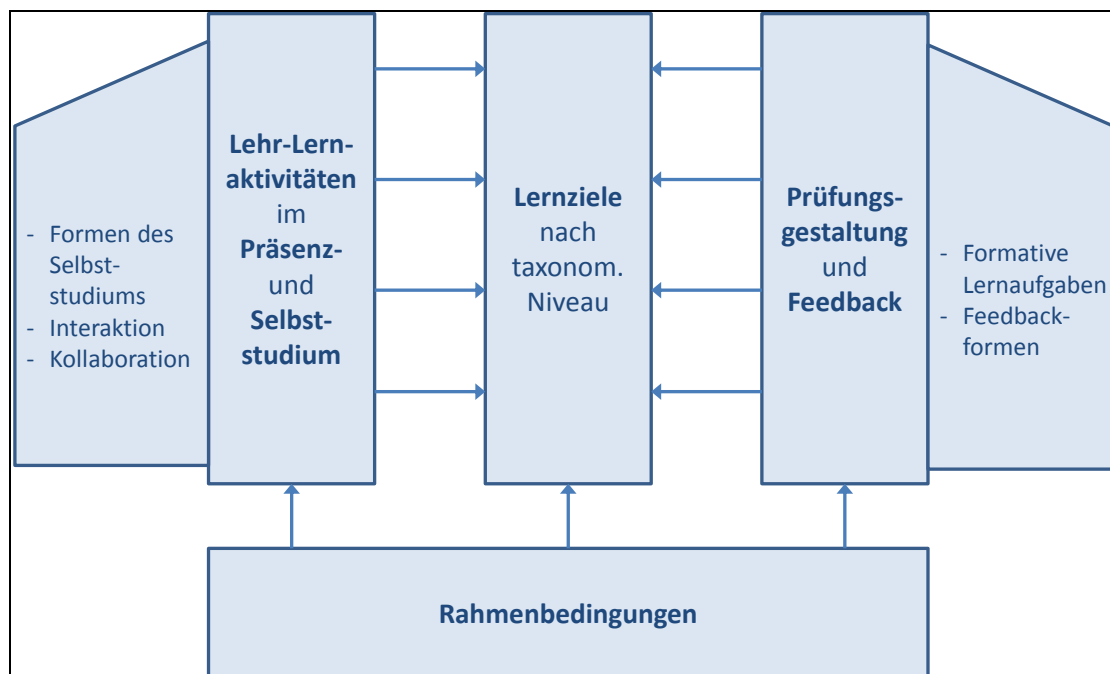 - Formen des
Selbst-
studiums
- Interaktion
- Kollaboration
Lehr-Lern-
aktivitäten
im
Präsenz-
und
Selbst-
studium
Lernziele
nach
taxonom.
Niveau
Prüfungs-
gestaltung
und
Feedback
- Formative
Lernaufgaben
- Feedback-
formen
Rahmenbedingungen